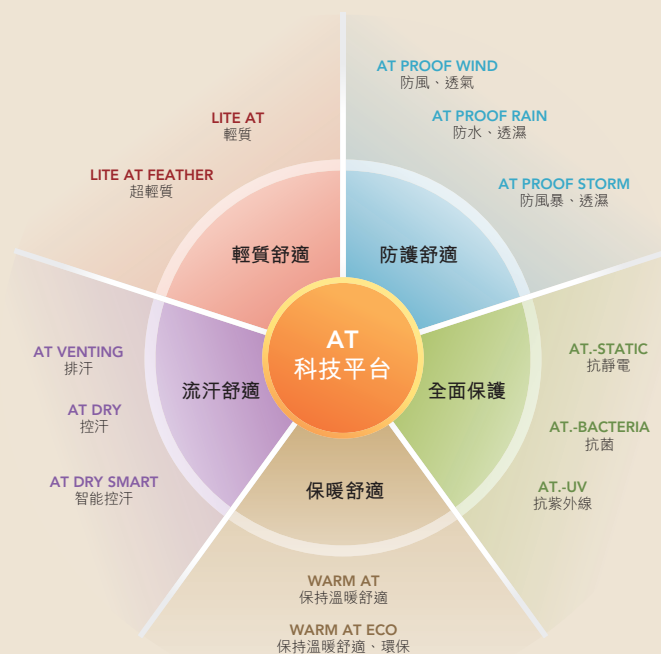 AT PROOF WIND
防風、透氣
AT PROOF RAIN
防水、透濕
AT PROOF STORM
防風暴、透濕
LITE AT
輕質
LITE AT FEATHER
超輕質
輕質舒適
防護舒適
AT
科技平台
流汗舒適
全面保護
保暖舒適
AT VENTING
排汗
AT DRY
控汗
AT DRY SMART
智能控汗
AT.-STATIC
抗靜電
AT.-BACTERIA
抗菌
AT.-UV
抗紫外線
WARM AT
保持溫暖舒適
WARM AT ECO
保持溫暖舒適、環保